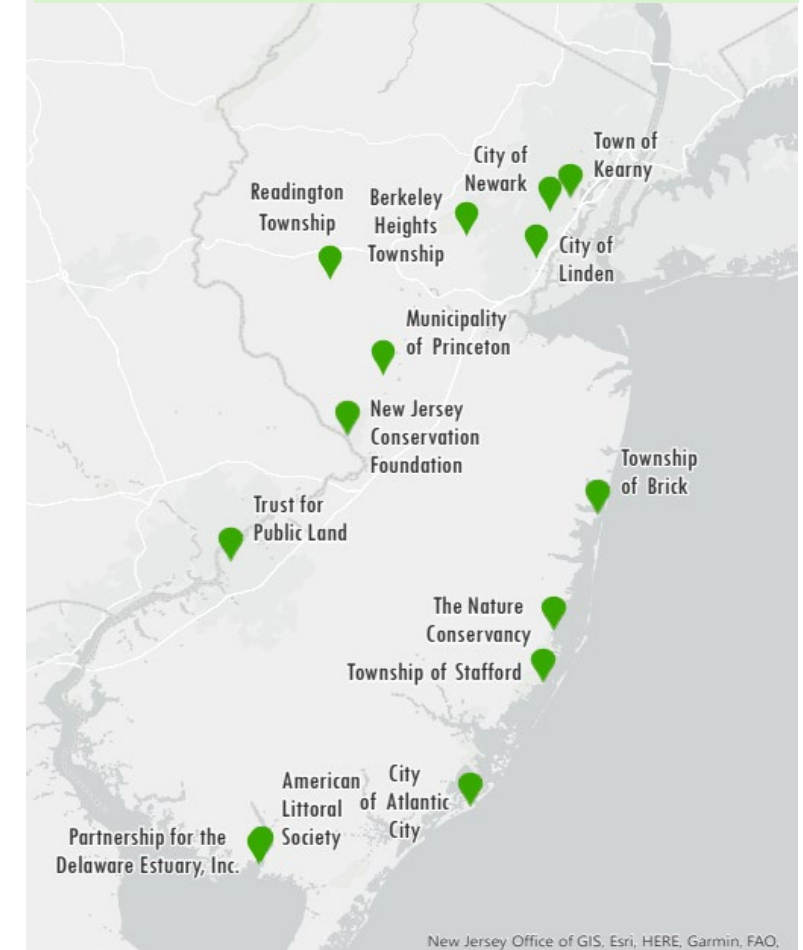 Town of
Kearny
City of
Newark
Readington
Township
Berkeley
Heights
Township
City of
Linden
Municipality
of Princeton
New Jersey
Conservation
Foundation
Township
of Brick
Trust for
Public Land
The Nature
Conservancy
Township of Stafford
City
of Atlantic
City
American
Littoral
Society
Partnership for the
Delaware Estuary, Inc.
New Jersey Office of GIS, Esri, HERE, Garmin, FAO,